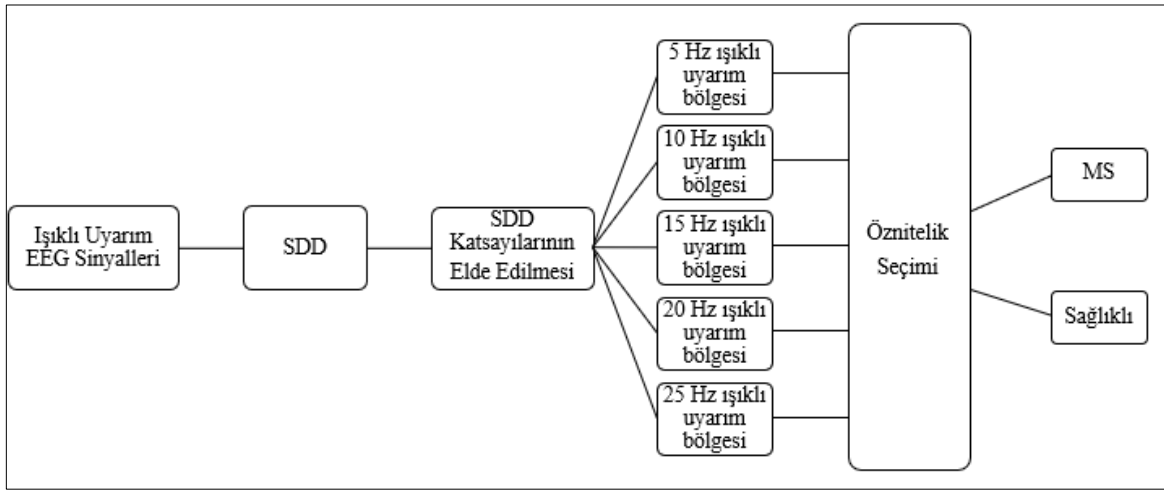 Işıklı Uyarım
EEG Sinyalleri
SDD
SDD
Katsayılarının
Elde Edilmesi
5 Hz ışıklı
uyarım
bölgesi
10 Hz ışıklı
uyarım
bölgesi
15 Hz ışıklı
uyarım
bölgesi
20 Hz ışıklı
uyarım
bölgesi
25 Hz ışıklı
uyarım
bölgesi
Öznitelik
Seçimi
MS
Sağlıklı